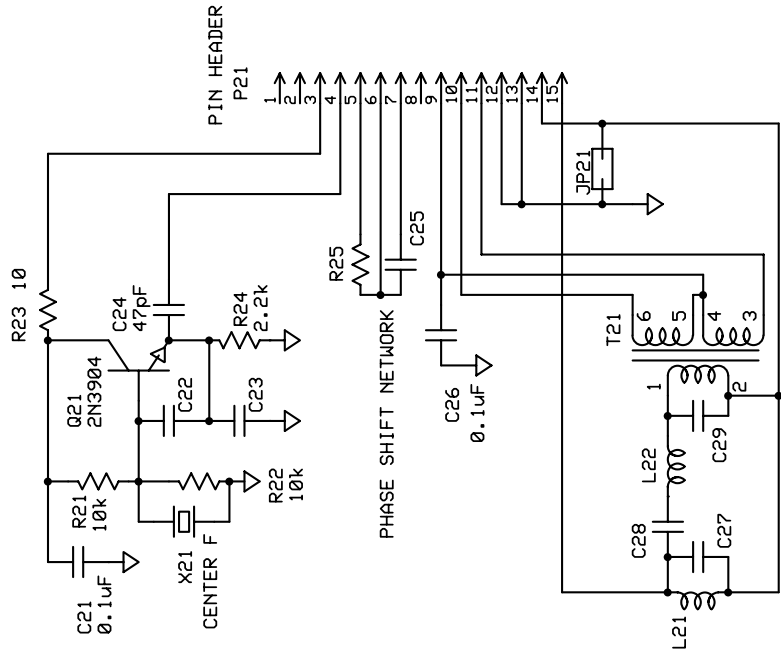 PIN HEADER
P21
1
2
3
4
5
6
7
8
9
10
11
12
13
14
15
R23 10
C24
47pF
R24
2.2k
Q21
2N3904
C22
C23
R21
10k
R22
10k
X21
CENTER F
C21
0.1uF
R25
C25
PHASE SHIFT NETWORK
C26
0.1uF
JP21
T21
6
5
4
3
1
2
C29
L22
C28
C27
L21